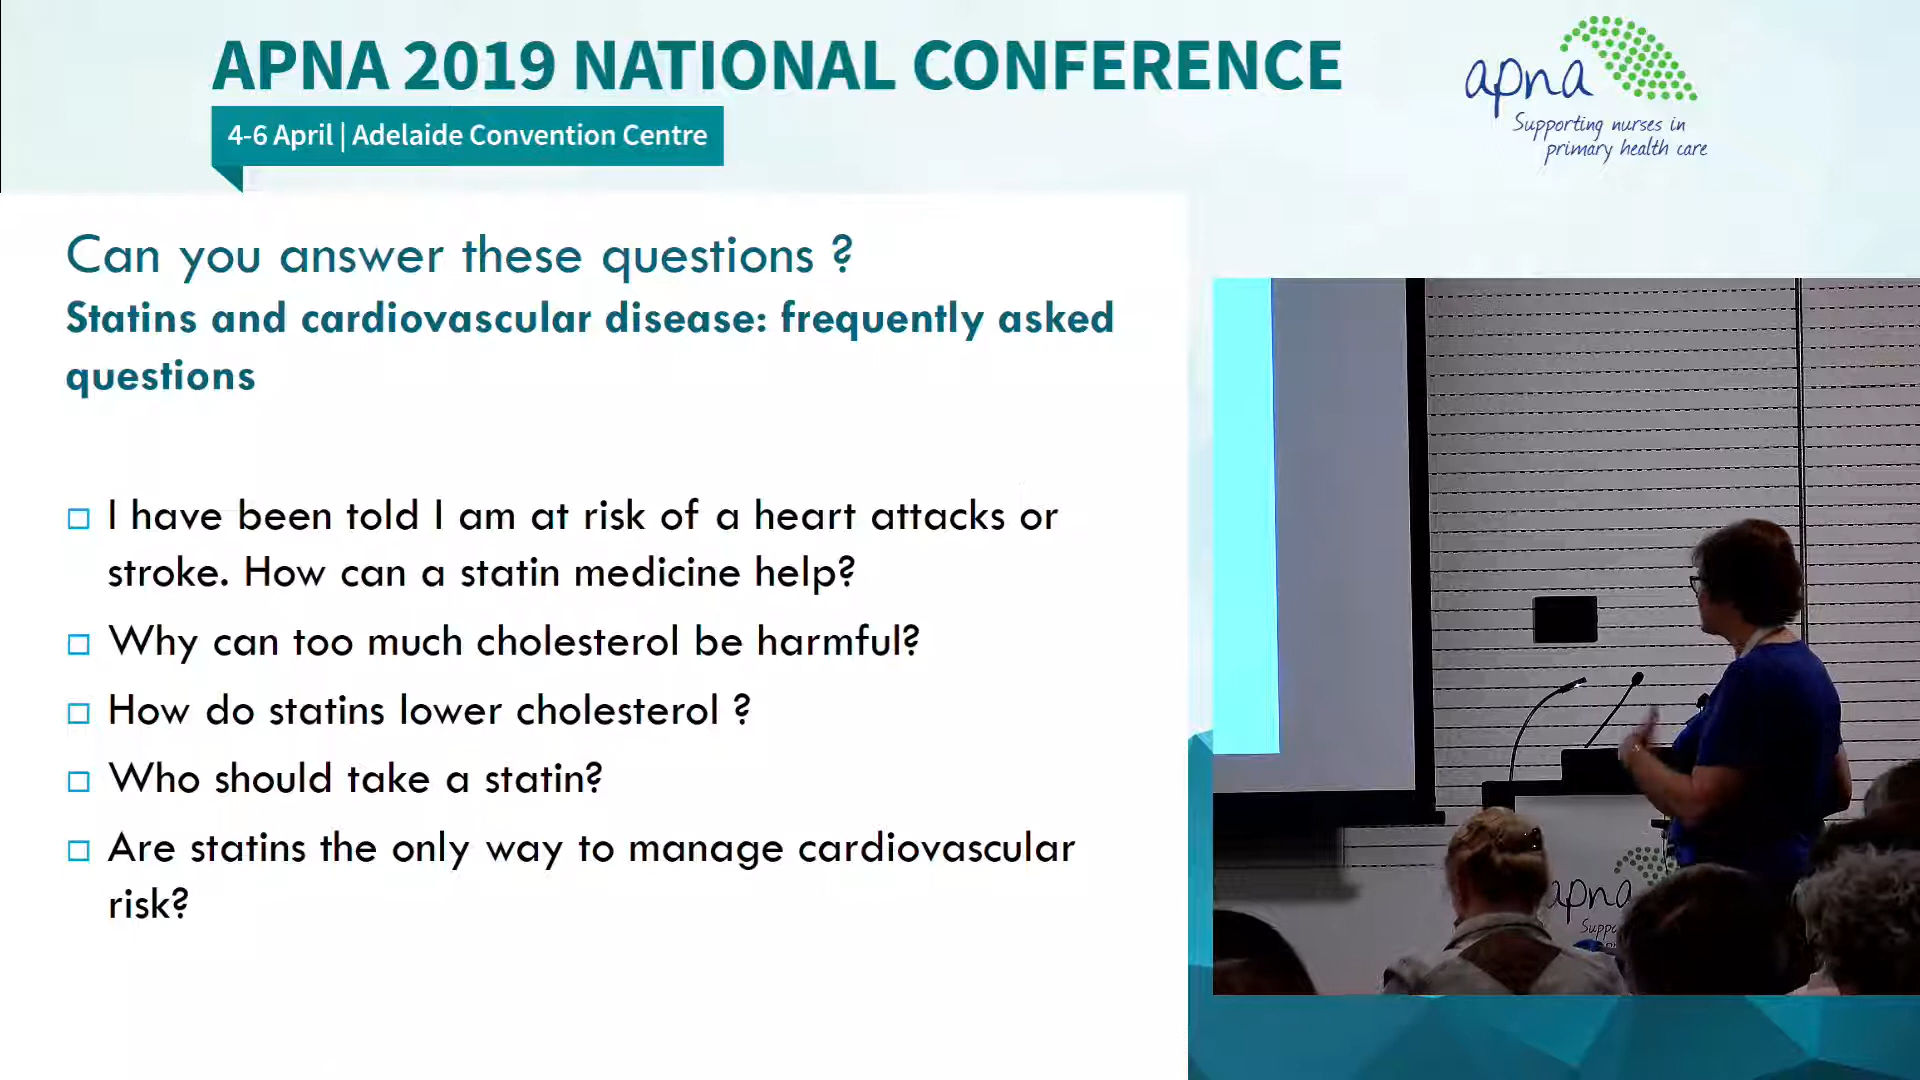 APNA 2019 NATIONAL CONFERENCE
4-6 April | Adelaide Convention Centre
apna
Supporting nurses in
primary health care
Can you answer these questions ?
Statins and cardiovascular disease: frequently asked
questions
I have been told I am at risk of a heart attacks or
stroke. How can a statin medicine help?
Why can too much cholesterol be harmful?
How do statins lower cholesterol ?
Who should take a statin?
Are statins the only way to manage cardiovascular
risk?
apna